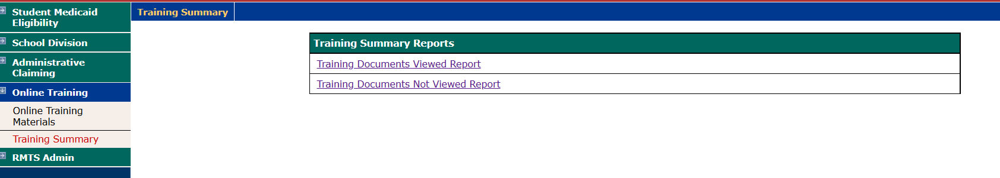 Student Medicaid
Eligibility
School Division
Administrative
Claiming
Online Training
Online Training
Materials
Training Summary
RMTS Admin
Training Summary
Training Summary Reports
Training Documents Viewed Report
Training Documents Not Viewed Report